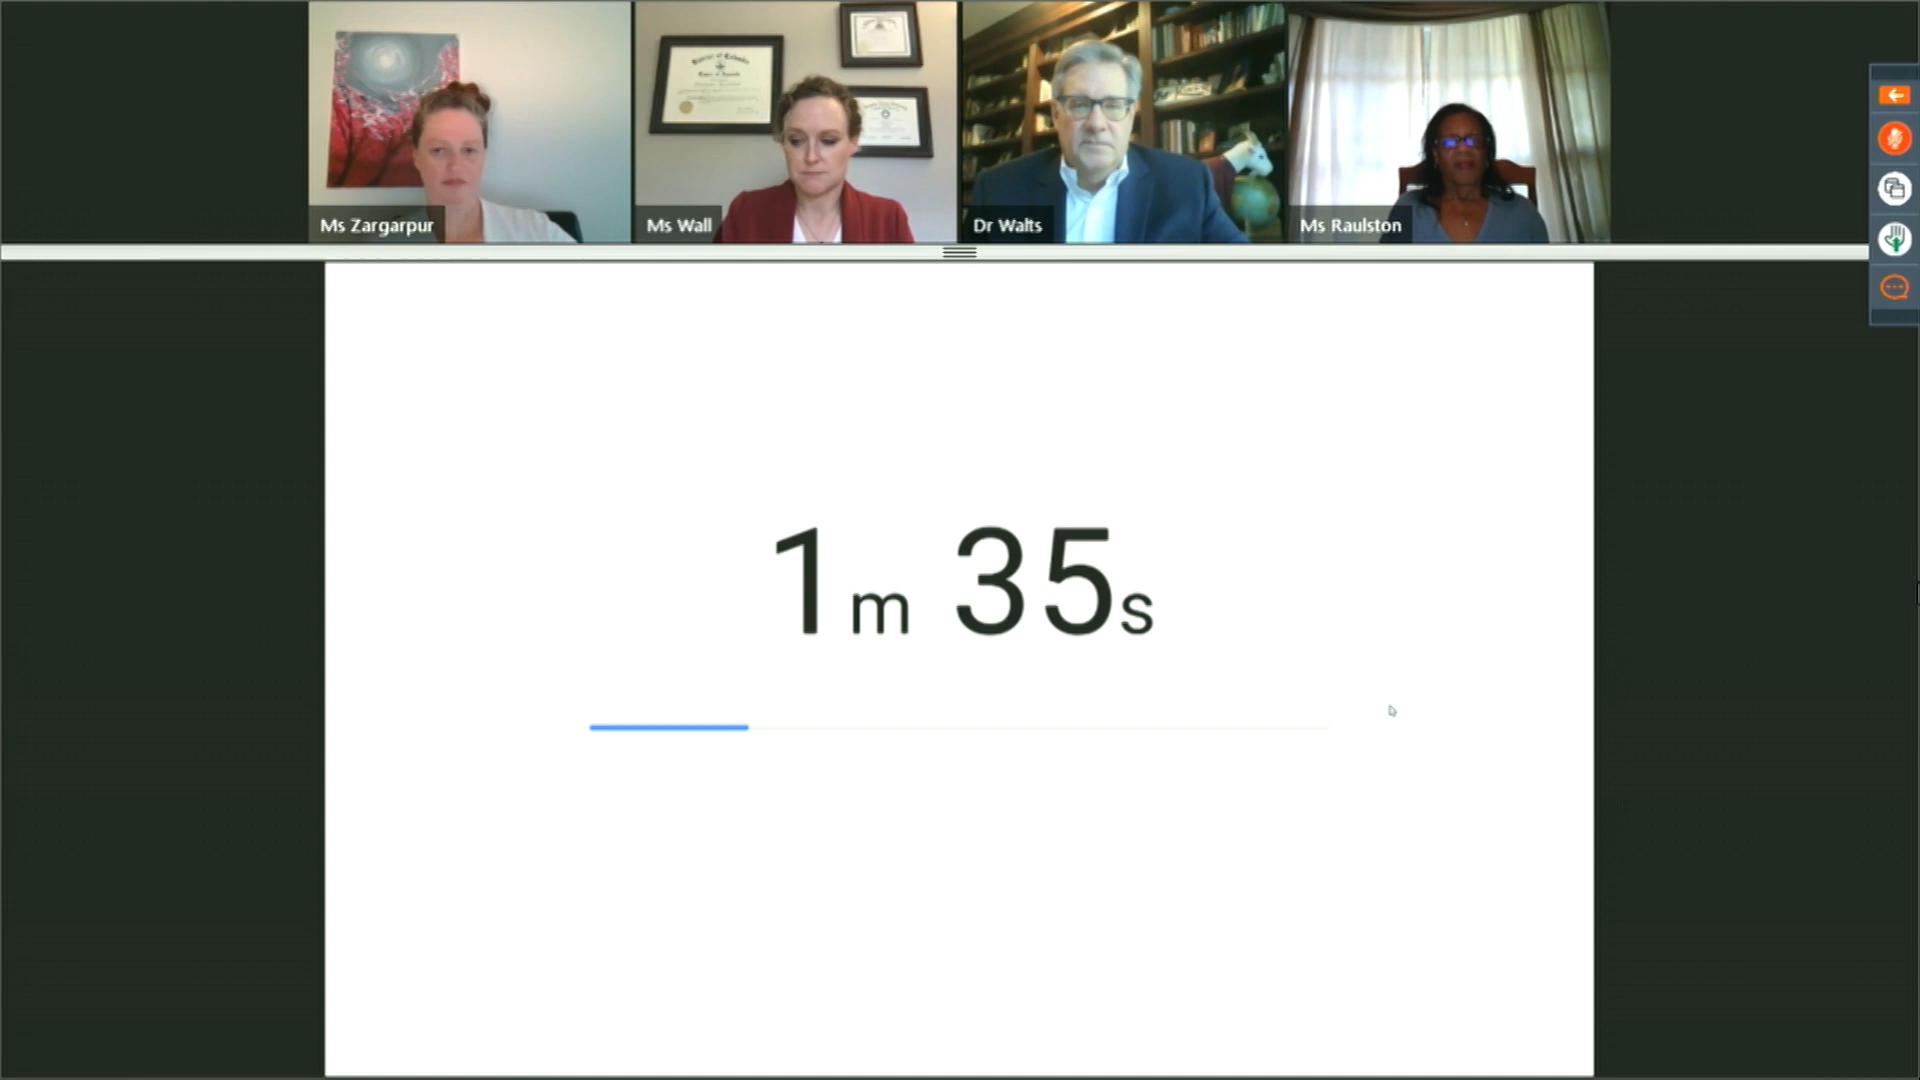 Ms Zargarpur
Ms Wall
Dr Walts
Ms Raulston
1m 35s